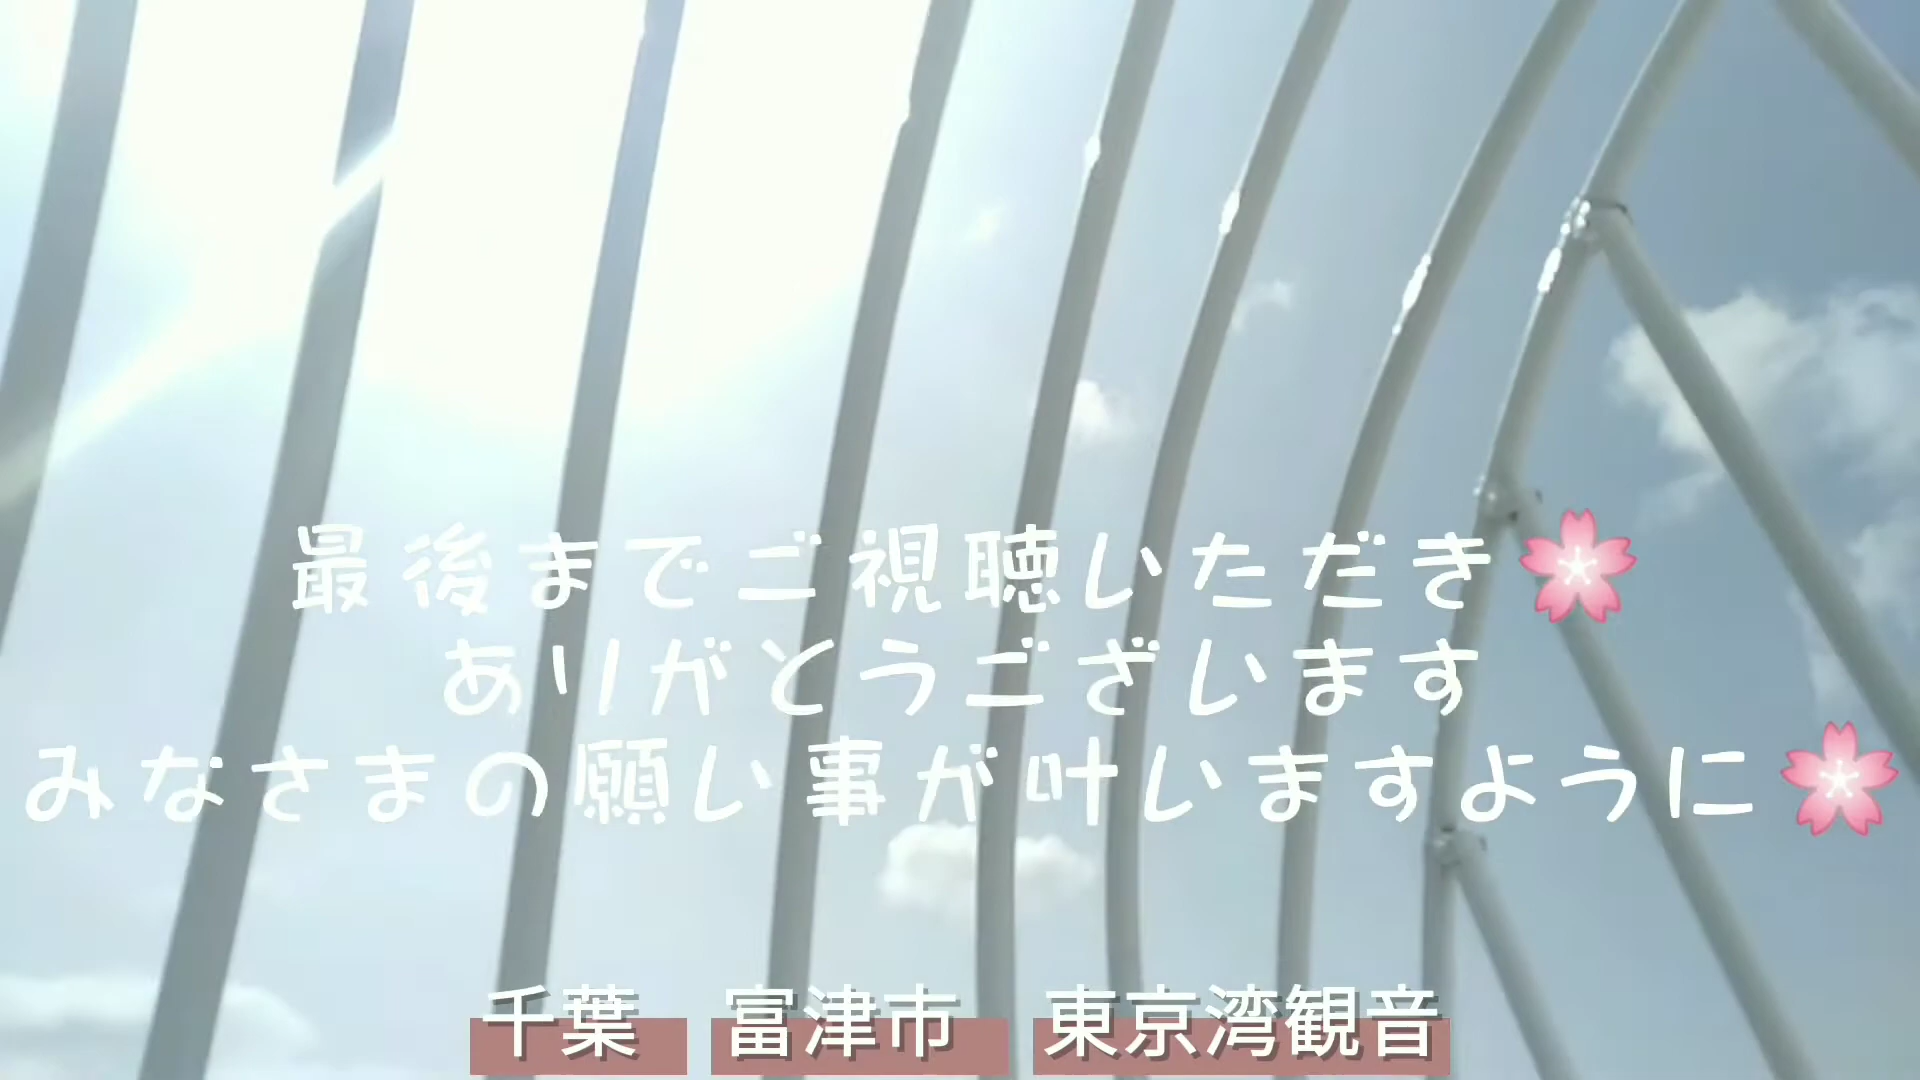 最後までご視聴いただき🌸
ありがとうございます
みなさまの願い事が叶いますように🌸
千葉 富津市 東京湾観音